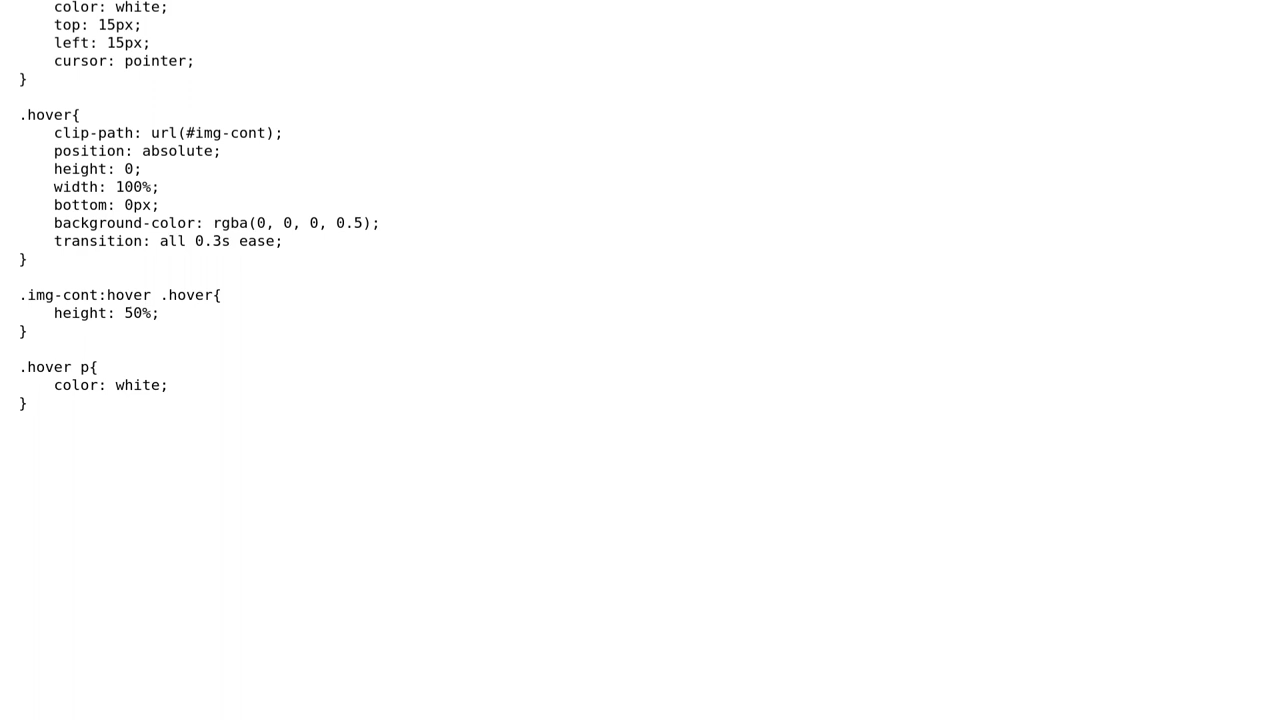 color: white;
    top: 15px;
    left: 15px;
    cursor: pointer;
}

.hover{
    clip-path: url(#img-cont);
    position: absolute;
    height: 0;
    width: 100%;
    bottom: 0px;
    background-color: rgba(0, 0, 0, 0.5);
    transition: all 0.3s ease;
}

.img-cont:hover .hover{
    height: 50%;
}

.hover p{
    color: white;
}